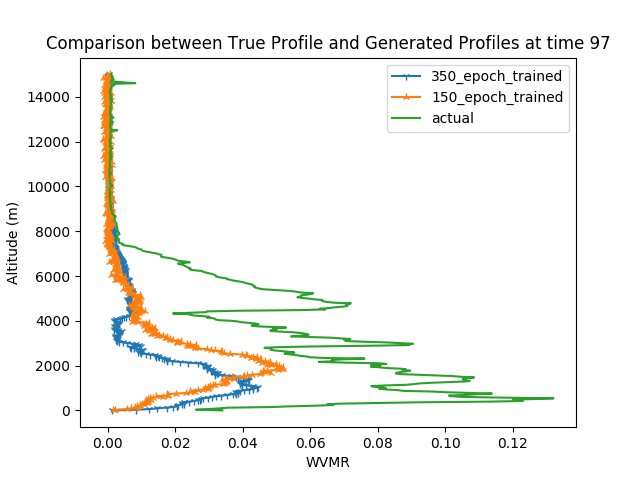 Comparison between True Profile and Generated Profiles at time 97
350_epoch_trained
150_epoch_trained
actual
14000
12000
10000
8000
6000
4000
2000
0
Altitude (m)
0.00 0.02 0.04 0.06 0.08 0.10 0.12
WVMR